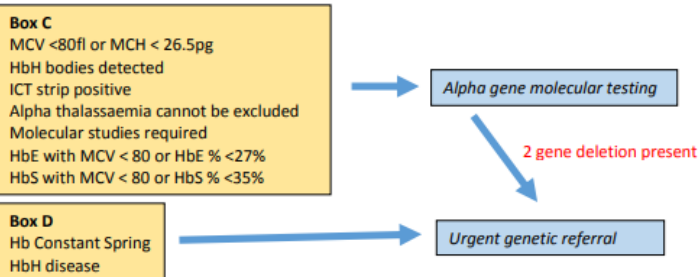 Box C
MCV <80fl or MCH < 26.5pg
HbH bodies detected
ICT strip positive
Alpha thalassaemia cannot be excluded
Molecular studies required
HbE with MCV < 80 or HbE % <27%
HbS with MCV < 80 or HbS % <35%
Alpha gene molecular testing
2 gene deletion present
Box D
Hb Constant Spring
HbH disease
Urgent genetic referral